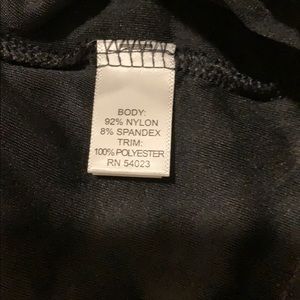 BODY:
92% NYLON
8% SPANDEX
TRIM:
100% POLYESTER
RN 54023